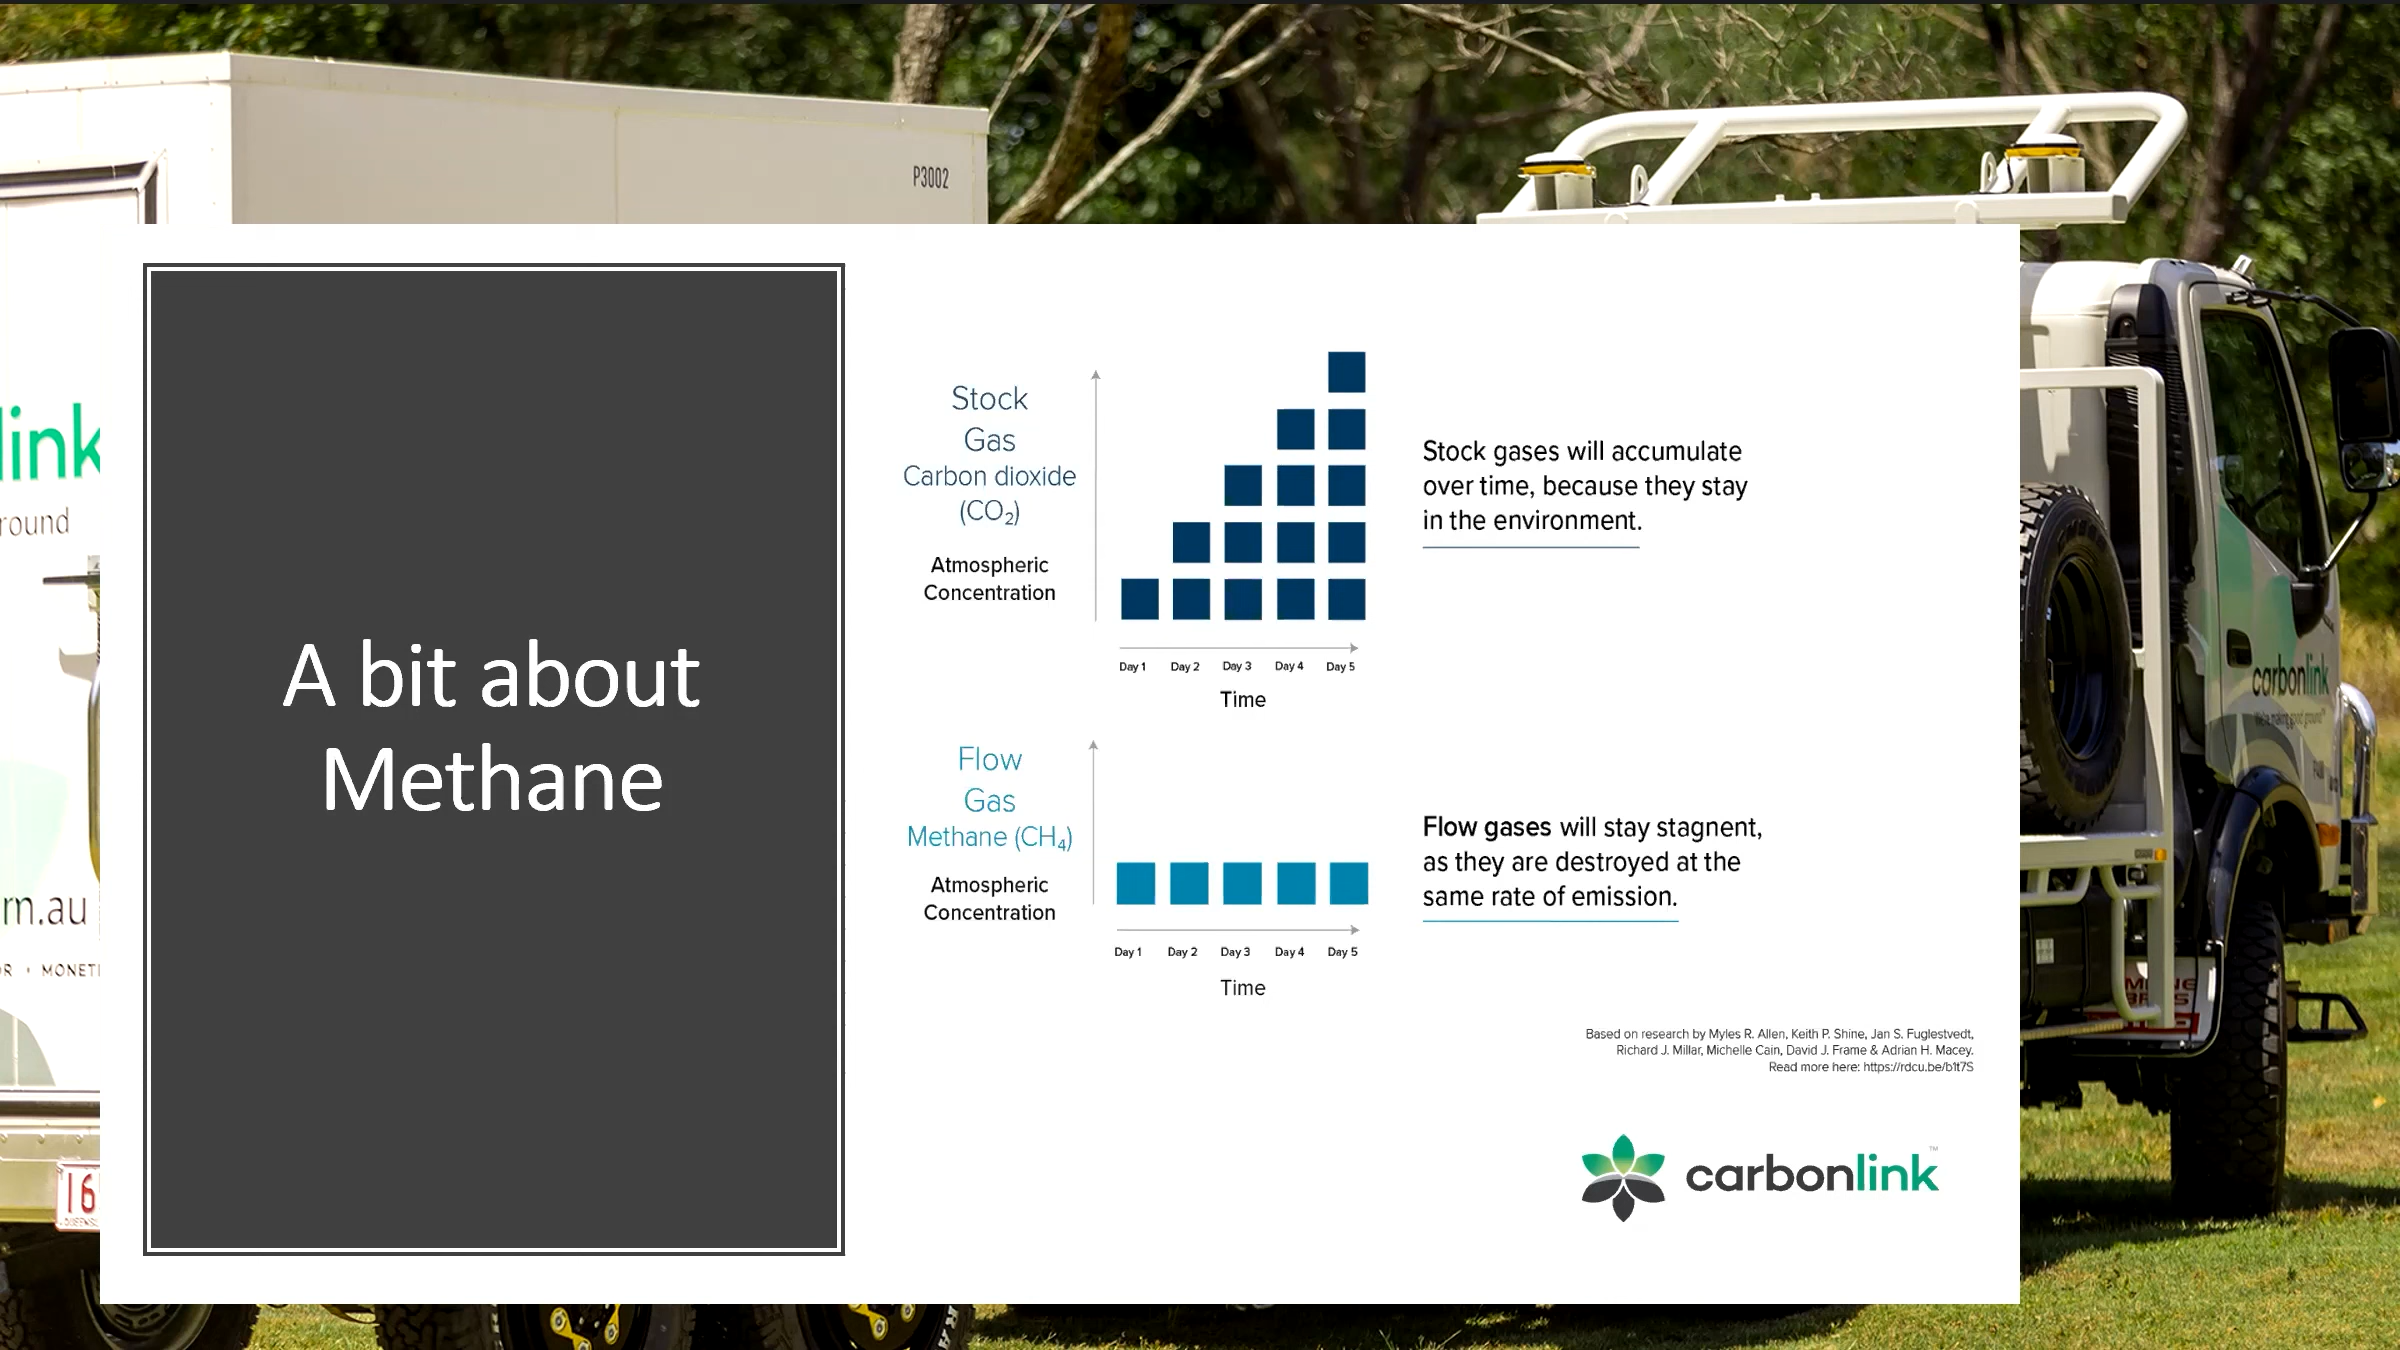 P3002
link
round
rn.au
MONET
16
A bit about
Methane
Stock
Gas
Carbon dioxide
(CO₂)
Atmospheric
Concentration
Day 1 Day 2 Day 3 Day 4 Day 5
Time
Stock gases will accumulate
over time, because they stay
in the environment.
Flow
Gas
Methane (CH₄)
Atmospheric
Concentration
Day 1 Day 2 Day 3 Day 4 Day 5
Time
Flow gases will stay stagnent,
as they are destroyed at the
same rate of emission.
Based on research by Myles R. Allen, Keith P. Shine, Jan S. Fuglestvedt,
Richard J. Millar, Michelle Cain, David J. Frame & Adrian H. Macey.
Read more here: https://rdcu.be/b1t7S
carbonlink™
carbonlink